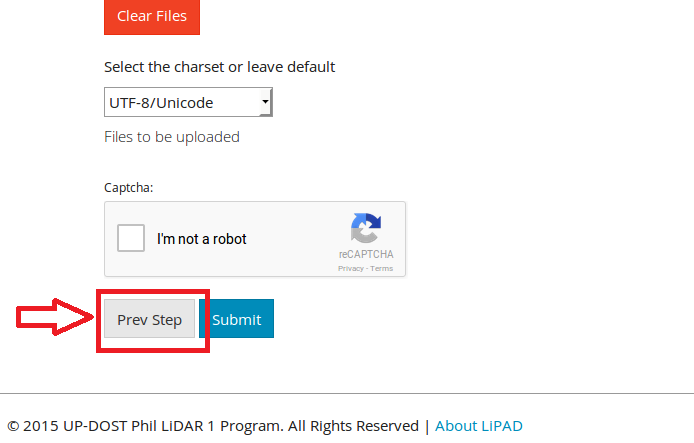 Clear Files
Select the charset or leave default
UTF-8/Unicode
Files to be uploaded
Captcha:
I'm not a robot
reCAPTCHA
Privacy - Terms
Prev Step
Submit
© 2015 UP-DOST Phil LiDAR 1 Program. All Rights Reserved | About LiPAD